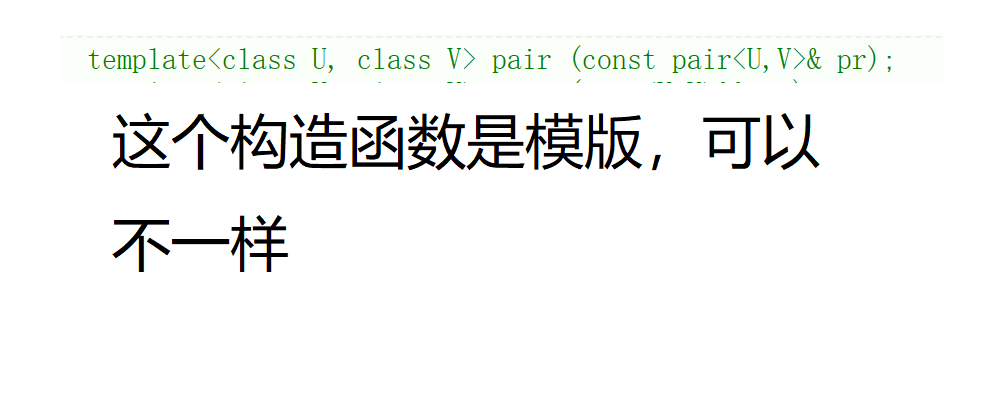 template<class U, class V> pair (const pair<U,V>& pr);
这个构造函数是模版，可以
不一样